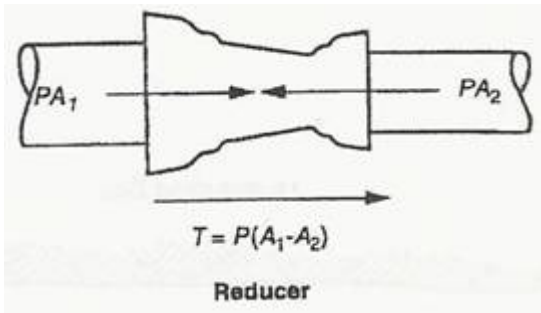 PA₁ PA₂
T = P(A₁-A₂)
Reducer